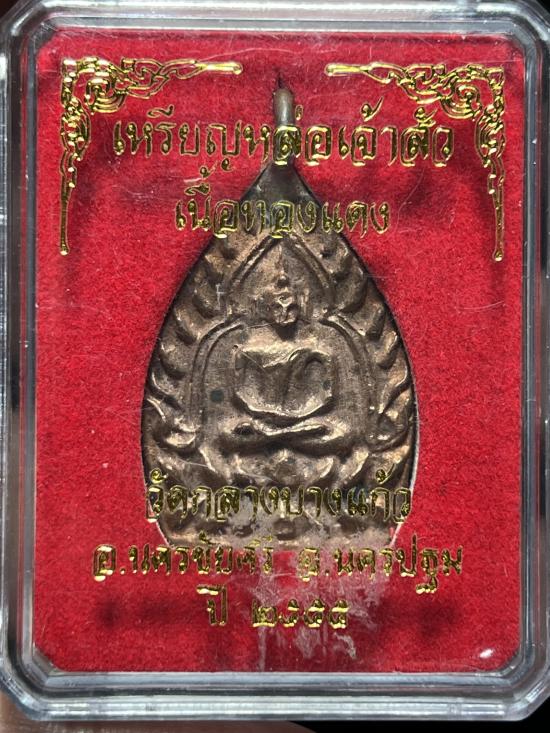 เหรียญหล่อเจ้าสัว
เนื้อทองแดง
วัดกลางบางแก้ว
อ.นครชัยศรี จ.นครปฐม
ปี ๒๕๕๕